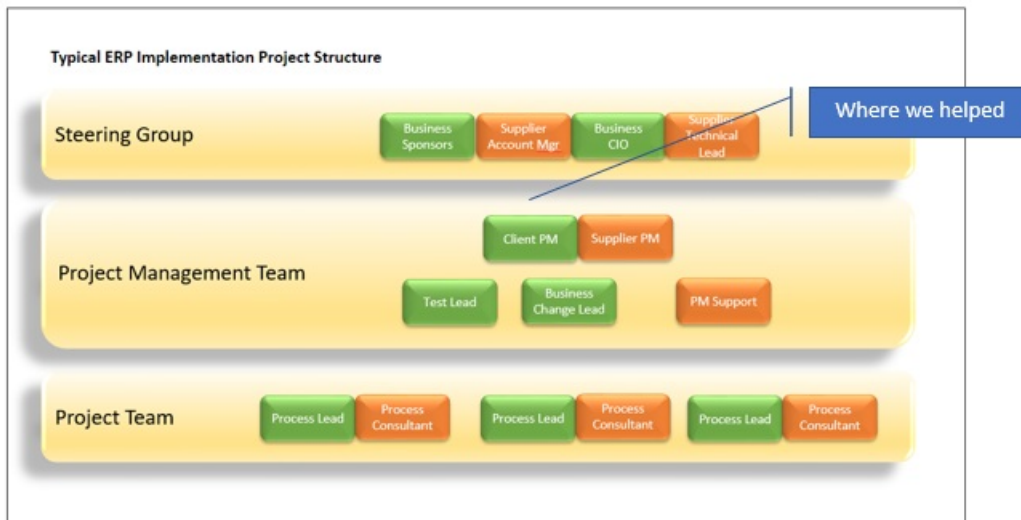 Typical ERP Implementation Project Structure
Where we helped
Steering Group
Business
Sponsors
Supplier
Account Mgr
Business
CIO
Supplier
Technical
Lead
Client PM
Supplier PM
Project Management Team
Test Lead
Business
Change Lead
PM Support
Project Team
Process Lead
Process
Consultant
Process Lead
Process
Consultant
Process Lead
Process
Consultant